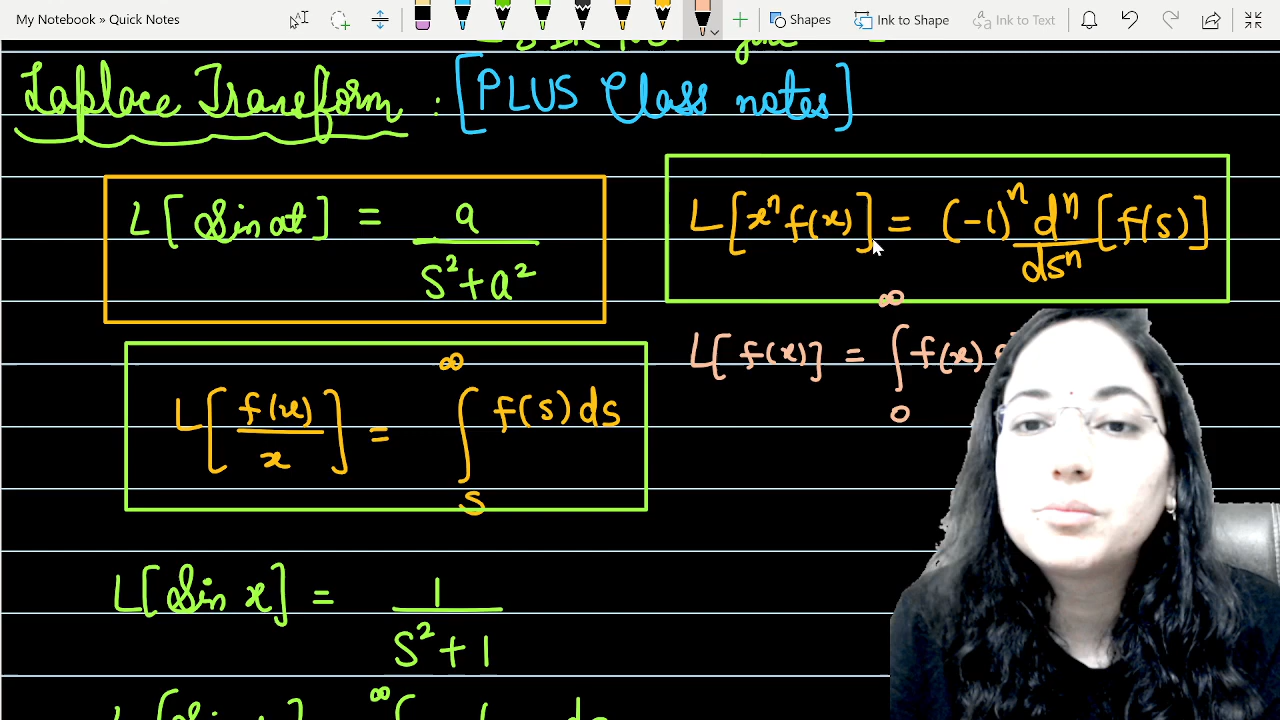 My Notebook » Quick Notes
Shapes
Ink to Shape
Ink to Text
Laplace Transform : [PLUS Class notes]
L[ Sin at ] = a / S²+a²
L[xⁿ f(x)] = (-1)ⁿ dⁿ/dsⁿ [f(s)]
L[ f(x)] = ∫₀^∞ f(x)
L[ f(x)/x ] = ∫ₛ^∞ f(s) ds
L[Sin x] = 1 / S²+1